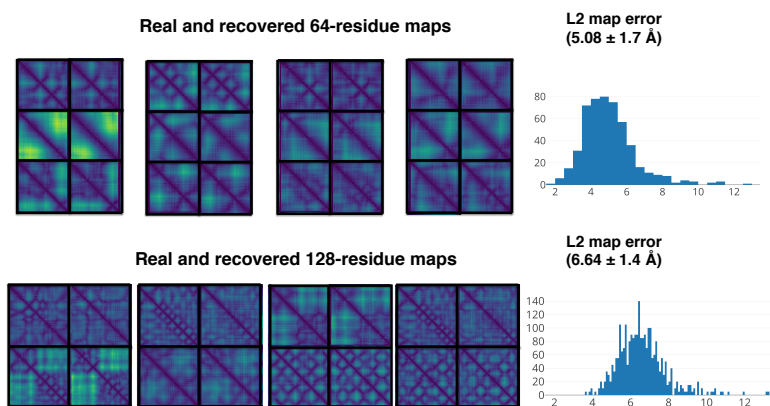 Real and recovered 64-residue maps
L2 map error
(5.08 ± 1.7 Å)
80
60
40
20
0
2 4 6 8 10 12
Real and recovered 128-residue maps
L2 map error
(6.64 ± 1.4 Å)
140
120
100
80
60
40
20
0
2 4 6 8 10 12